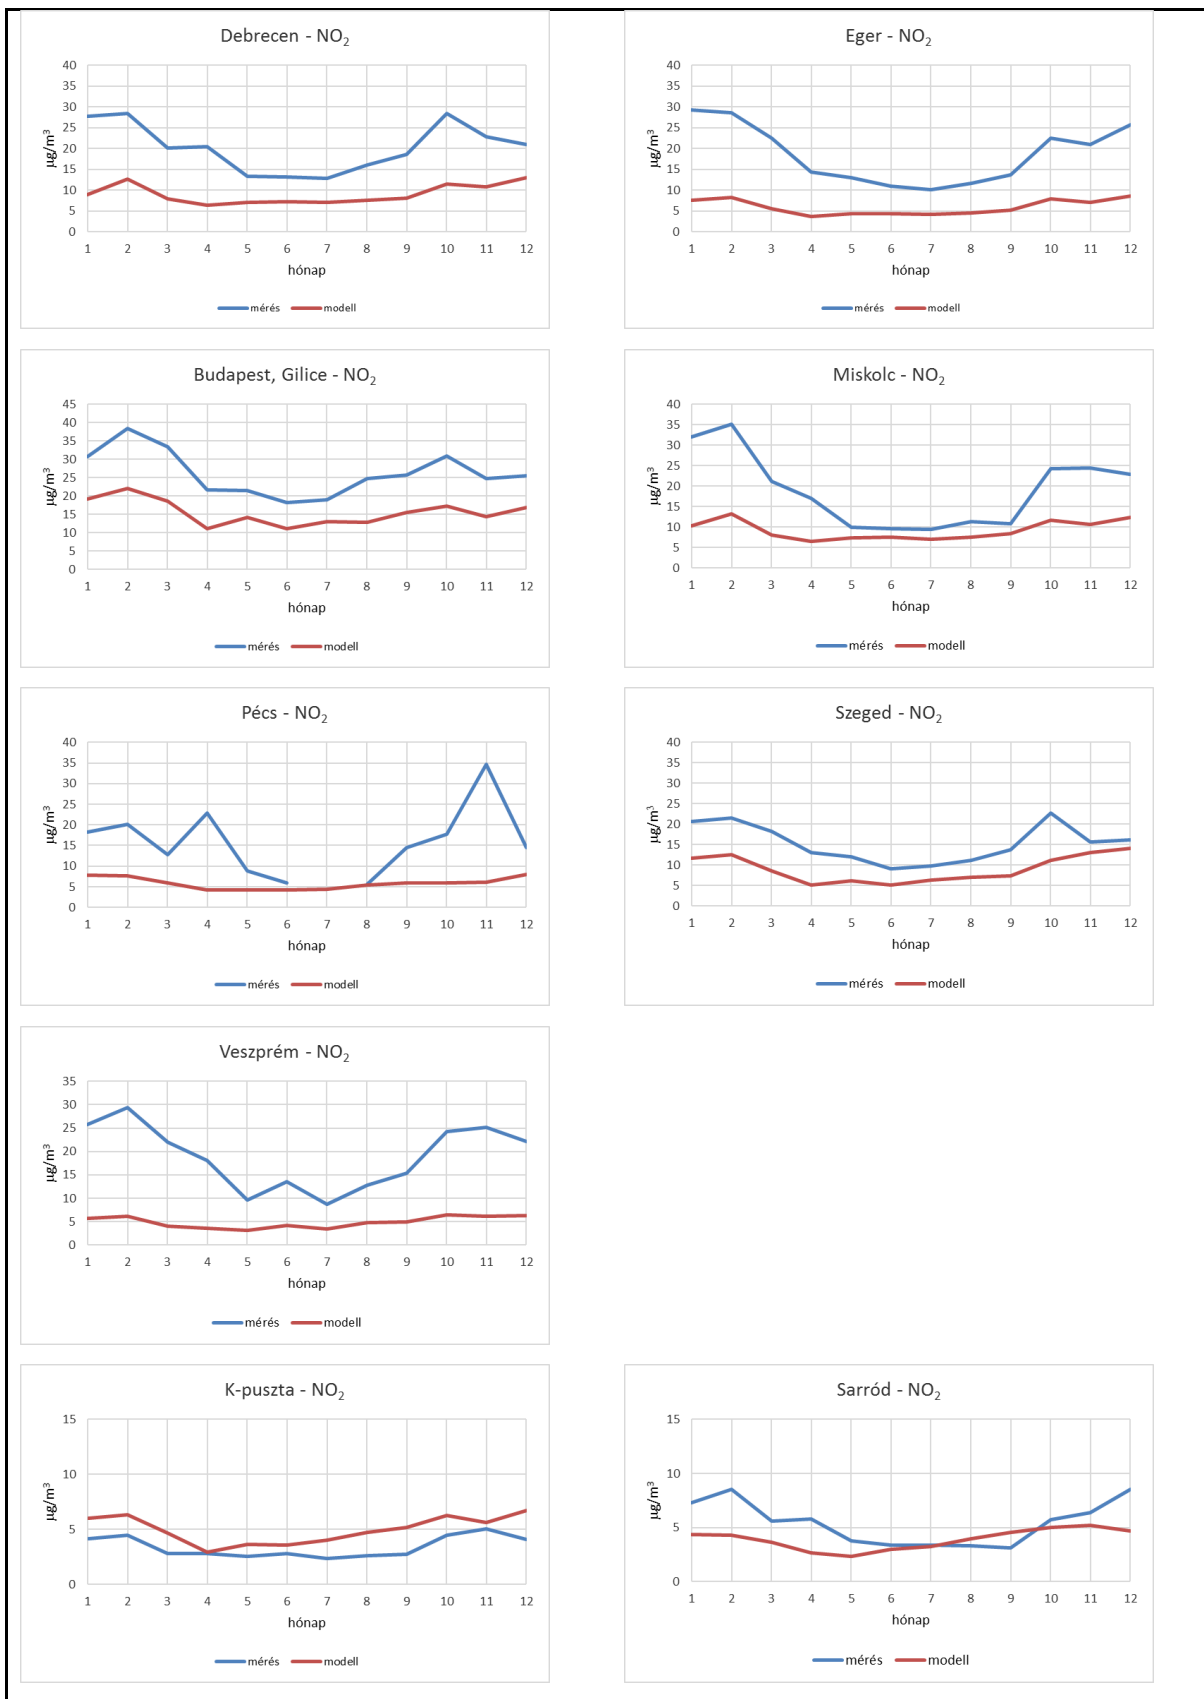 Debrecen - NO₂
40
35
30
25
20
15
10
5
0
µg/m³
1 2 3 4 5 6 7 8 9 10 11 12
hónap
mérés modell
Eger - NO₂
40
35
30
25
20
15
10
5
0
µg/m³
1 2 3 4 5 6 7 8 9 10 11 12
hónap
mérés modell
Budapest, Gilice - NO₂
45
40
35
30
25
20
15
10
5
0
µg/m³
1 2 3 4 5 6 7 8 9 10 11 12
hónap
mérés modell
Miskolc - NO₂
40
35
30
25
20
15
10
5
0
µg/m³
1 2 3 4 5 6 7 8 9 10 11 12
hónap
mérés modell
Pécs - NO₂
40
35
30
25
20
15
10
5
0
µg/m³
1 2 3 4 5 6 7 8 9 10 11 12
hónap
mérés modell
Szeged - NO₂
40
35
30
25
20
15
10
5
0
µg/m³
1 2 3 4 5 6 7 8 9 10 11 12
hónap
mérés modell
Veszprém - NO₂
35
30
25
20
15
10
5
0
µg/m³
1 2 3 4 5 6 7 8 9 10 11 12
hónap
mérés modell
K-puszta - NO₂
15
10
5
0
µg/m³
1 2 3 4 5 6 7 8 9 10 11 12
hónap
mérés modell
Sarród - NO₂
15
10
5
0
µg/m³
1 2 3 4 5 6 7 8 9 10 11 12
hónap
mérés modell